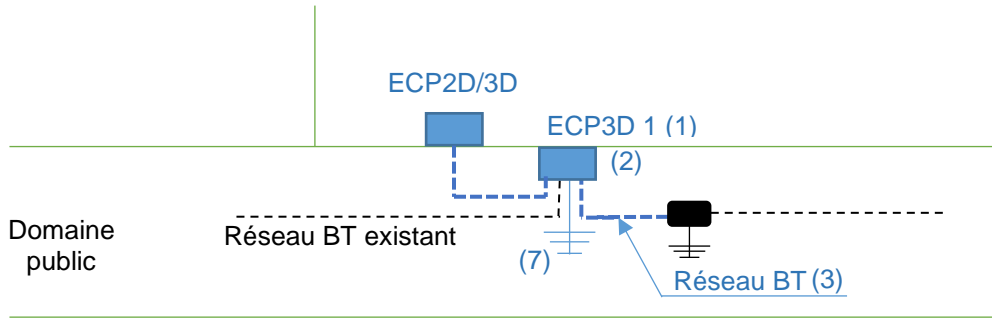 ECP2D/3D
ECP3D 1 (1)
(2)
Domaine
public
Réseau BT existant
(7)
Réseau BT (3)